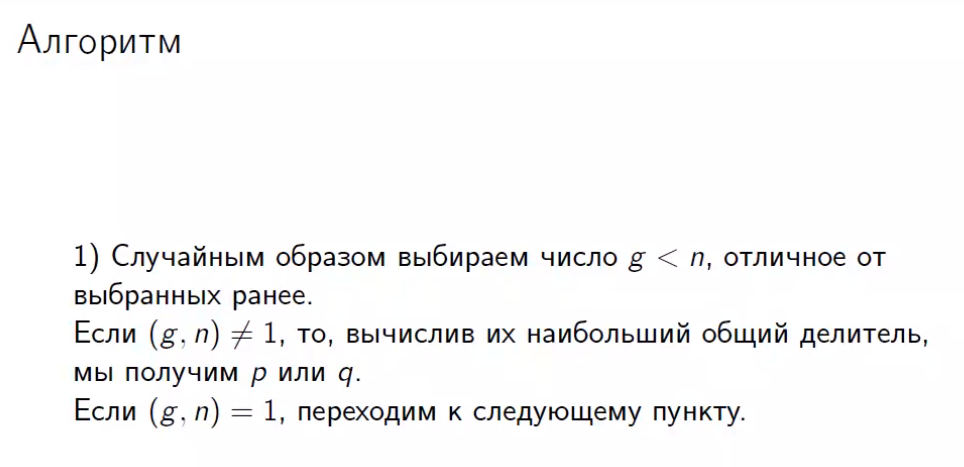 Алгоритм
1) Случайным образом выбираем число g < n, отличное от
выбранных ранее.
Если (g, n) ≠ 1, то, вычислив их наибольший общий делитель,
мы получим p или q.
Если (g, n) = 1, переходим к следующему пункту.